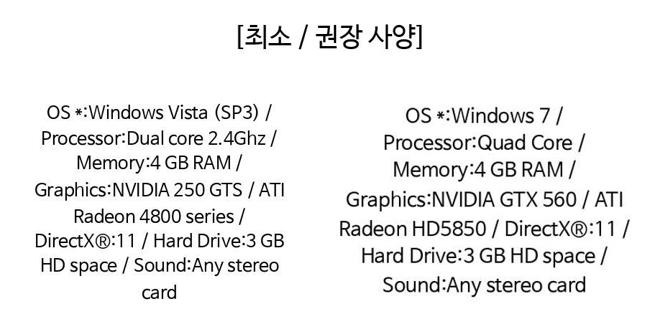 [최소 / 권장 사양]
OS *:Windows Vista (SP3) /
Processor:Dual core 2.4Ghz /
Memory:4 GB RAM /
Graphics:NVIDIA 250 GTS / ATI
Radeon 4800 series /
DirectX®:11 / Hard Drive:3 GB
HD space / Sound:Any stereo
card
OS *:Windows 7 /
Processor:Quad Core /
Memory:4 GB RAM /
Graphics:NVIDIA GTX 560 / ATI
Radeon HD5850 / DirectX®:11 /
Hard Drive:3 GB HD space /
Sound:Any stereo card